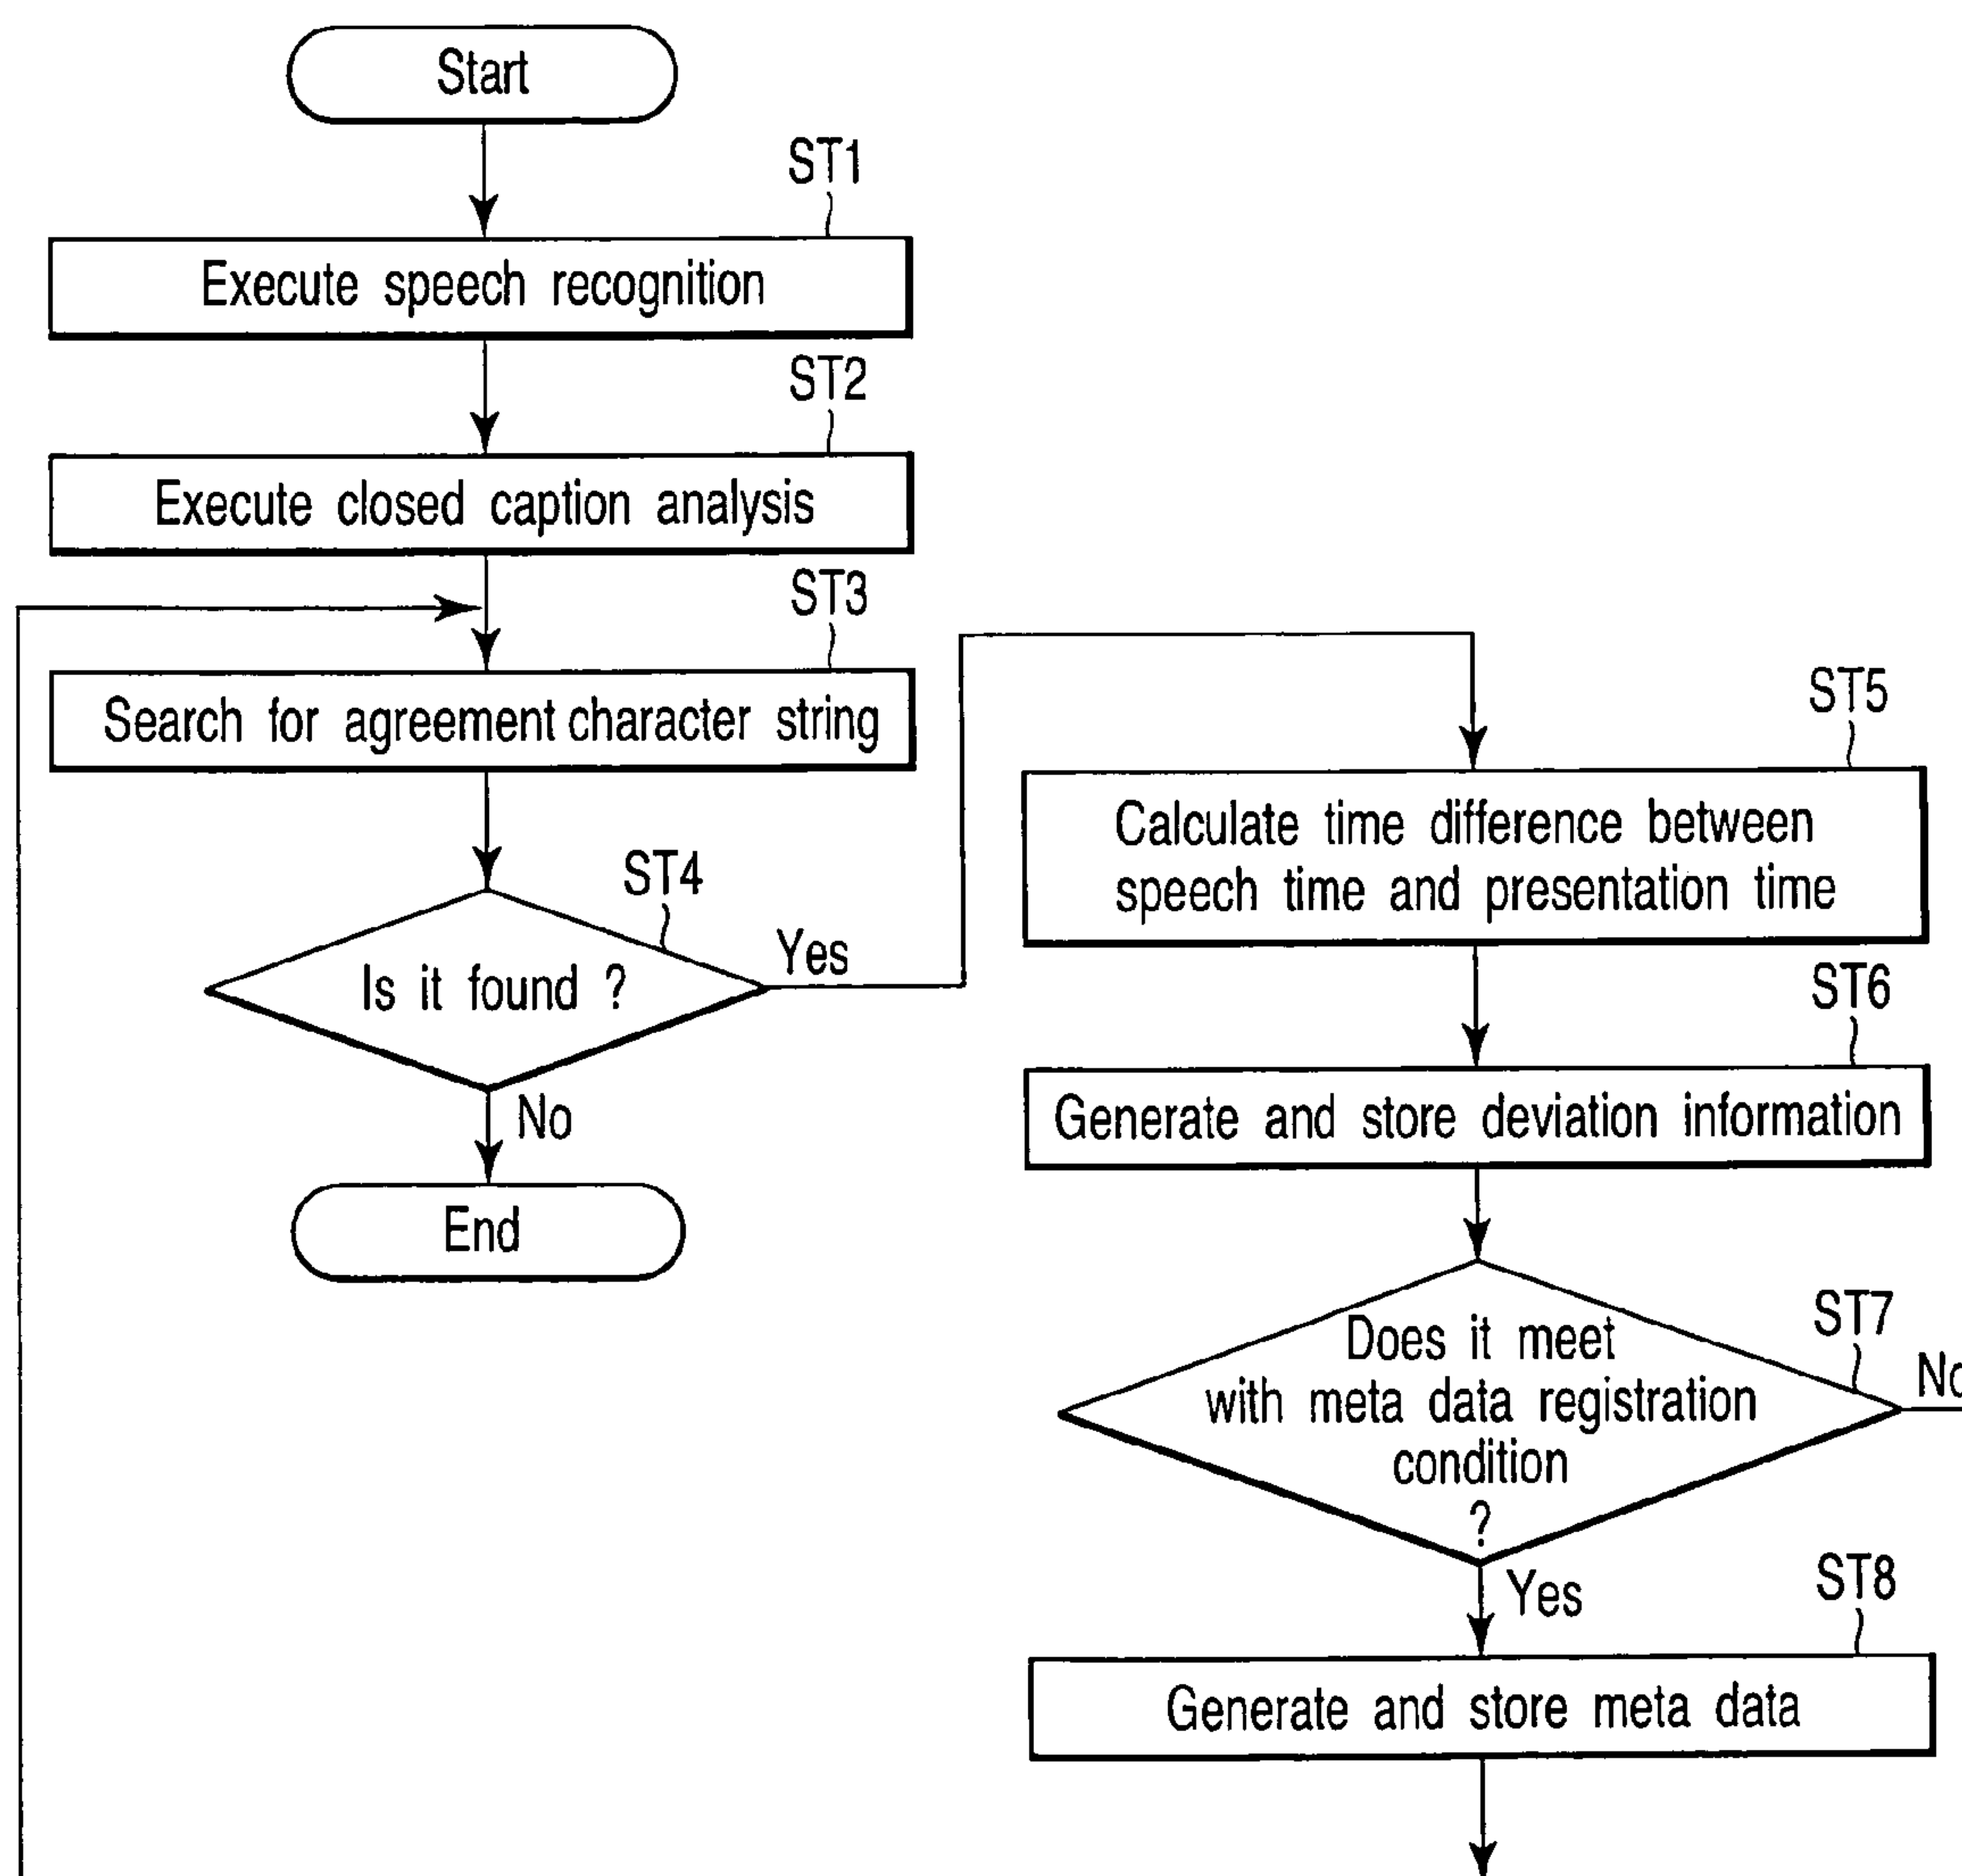 Start
ST1
Execute speech recognition
ST2
Execute closed caption analysis
ST3
Search for agreement character string
ST4
Is it found ?
Yes
No
End
ST5
Calculate time difference between
speech time and presentation time
ST6
Generate and store deviation information
ST7
Does it meet
with meta data registration
condition
?
No
Yes
ST8
Generate and store meta data